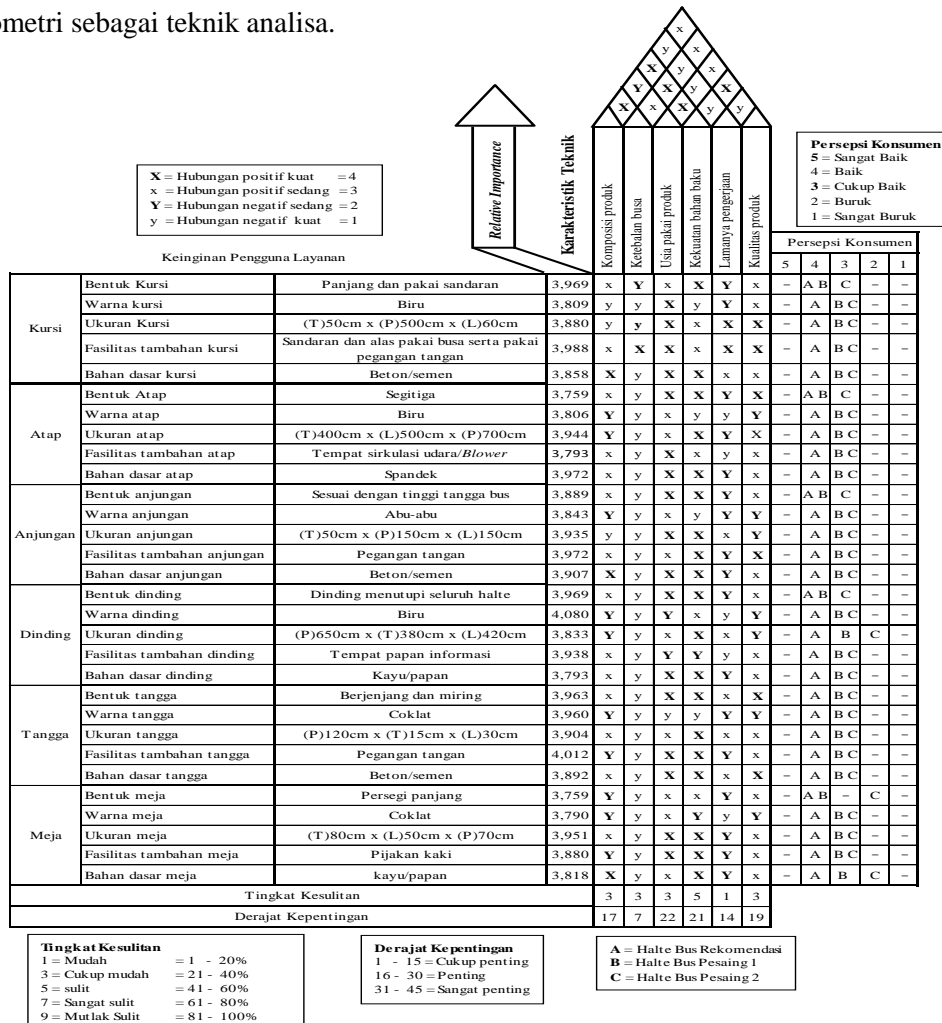 ometri sebagai teknik analisa.
x
y x
X y x
Y X y X
X x X y y
X = Hubungan positif kuat = 4
x = Hubungan positif sedang = 3
Y = Hubungan negatif sedang = 2
y = Hubungan negatif kuat = 1
Persepsi Konsumen
5 = Sangat Baik
4 = Baik
3 = Cukup Baik
2 = Buruk
1 = Sangat Buruk
Keinginan Pengguna Layanan
Relative Importance
Karakteristik Teknik
Komposisi produk
Ketebalan busa
Usia pakai produk
Kekuatan bahan baku
Lamanya pengerjaan
Kualitas produk
Persepsi Konsumen
5 4 3 2 1
Kursi
Bentuk Kursi Panjang dan pakai sandaran 3,969 x Y x X Y x – A B C – –
Warna kursi Biru 3,809 y y X y Y x – A B C – –
Ukuran Kursi (T)50cm x (P)500cm x (L)60cm 3,880 y y X x X X – A B C – –
Fasilitas tambahan kursi Sandaran dan alas pakai busa serta pakai pegangan tangan 3,988 x X X x X X – A B C – –
Bahan dasar kursi Beton/semen 3,858 X y X X x x – A B C – –
Atap
Bentuk Atap Segitiga 3,759 x y X X Y X – A B C – –
Warna atap Biru 3,806 Y y x y y Y – A B C – –
Ukuran atap (T)400cm x (L)500cm x (P)700cm 3,944 Y y x X Y X – A B C – –
Fasilitas tambahan atap Tempat sirkulasi udara/Blower 3,793 x y X x y x – A B C – –
Bahan dasar atap Spandek 3,972 x y X X Y x – A B C – –
Anjungan
Bentuk anjungan Sesuai dengan tinggi tangga bus 3,889 x y X X Y x – A B C – –
Warna anjungan Abu-abu 3,843 Y y x y Y Y – A B C – –
Ukuran anjungan (T)50cm x (P)150cm x (L)150cm 3,935 y y X X x Y – A B C – –
Fasilitas tambahan anjungan Pegangan tangan 3,972 x y x X Y X – A B C – –
Bahan dasar anjungan Beton/semen 3,907 X y X X Y x – A B C – –
Dinding
Bentuk dinding Dinding menutupi seluruh halte 3,969 x y X X Y x – A B C – –
Warna dinding Biru 4,080 Y y Y x y Y – A B C – –
Ukuran dinding (P)650cm x (T)380cm x (L)420cm 3,833 Y y x X x Y – A B C –
Fasilitas tambahan dinding Tempat papan informasi 3,938 x y Y Y y x – A B C – –
Bahan dasar dinding Kayu/papan 3,793 x y X X Y x – A B C – –
Tangga
Bentuk tangga Berjenjang dan miring 3,963 x y X X x X – A B C – –
Warna tangga Coklat 3,960 Y y y y Y Y – A B C – –
Ukuran tangga (P)120cm x (T)15cm x (L)30cm 3,904 x y x X x x – A B C – –
Fasilitas tambahan tangga Pegangan tangan 4,012 Y y X X Y x – A B C – –
Bahan dasar tangga Beton/semen 3,892 x y X X x X – A B C – –
Meja
Bentuk meja Persegi panjang 3,759 Y y x x Y x – A B – C –
Warna meja Coklat 3,790 Y y x Y y Y – A B C – –
Ukuran meja (T)80cm x (L)50cm x (P)70cm 3,951 x y X X Y x – A B C – –
Fasilitas tambahan meja Pijakan kaki 3,880 Y y X X Y x – A B C – –
Bahan dasar meja kayu/papan 3,818 X y x X Y x – A B C –
Tingkat Kesulitan 3 3 3 5 1 3
Derajat Kepentingan 17 7 22 21 14 19
Tingkat Kesulitan
1 = Mudah = 1 - 20%
3 = Cukup mudah = 21 - 40%
5 = sulit = 41 - 60%
7 = Sangat sulit = 61 - 80%
9 = Mutlak Sulit = 81 - 100%
Derajat Kepentingan
1 - 15 = Cukup penting
16 - 30 = Penting
31 - 45 = Sangat penting
A = Halte Bus Rekomendasi
B = Halte Bus Pesaing 1
C = Halte Bus Pesaing 2